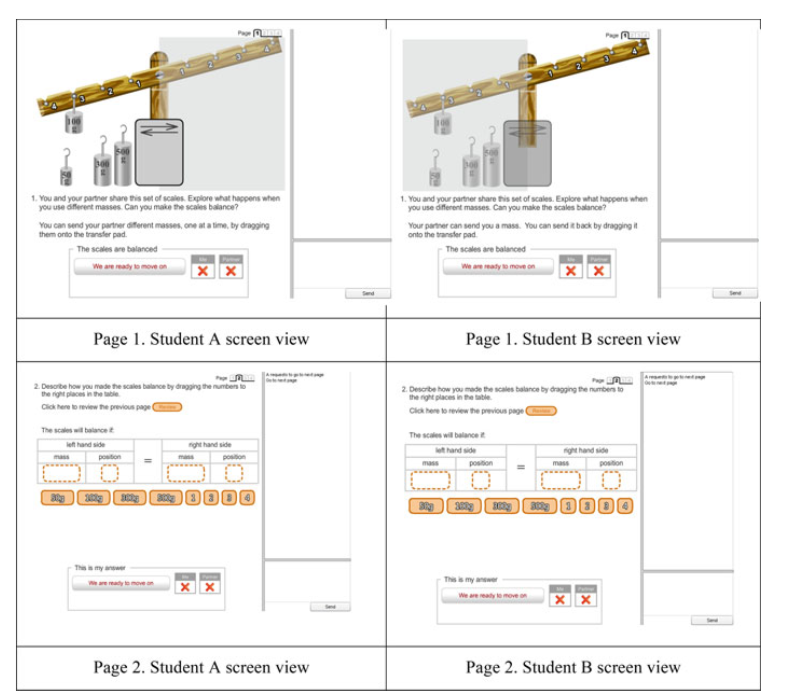 Page 1 2 3 4
4 3 2 1 1 2 3 4
100 g
50 g
300 g
500 g
1. You and your partner share this set of scales. Explore what happens when
you use different masses. Can you make the scales balance?
You can send your partner different masses, one at a time, by dragging
them onto the transfer pad.
The scales are balanced
We are ready to move on
Me
Partner
Send
Page 1 2 3 4
4 3 2 1 1 2 3 4
100 g
50 g
300 g
500 g
1. You and your partner share this set of scales. Explore what happens when
you use different masses. Can you make the scales balance?
Your partner can send you a mass. You can send it back by dragging it
onto the transfer pad.
The scales are balanced
We are ready to move on
Me
Partner
Send
Page 1. Student A screen view
Page 1. Student B screen view
Page
2. Describe how you made the scales balance by dragging the numbers to
the right places in the table.
Click here to review the previous page Review
The scales will balance if:
left hand side
right hand side
mass position = mass position
50g 100g 300g 500g 1 2 3 4
This is my answer
We are ready to move on
Me
Partner
A requests to go to next page
Go to next page
Send
Page
2. Describe how you made the scales balance by dragging the numbers to
the right places in the table.
Click here to review the previous page Review
The scales will balance if:
left hand side
right hand side
mass position = mass position
50g 100g 300g 500g 1 2 3 4
This is my answer
We are ready to move on
Me
Partner
A requests to go to next page
Go to next page
Send
Page 2. Student A screen view
Page 2. Student B screen view